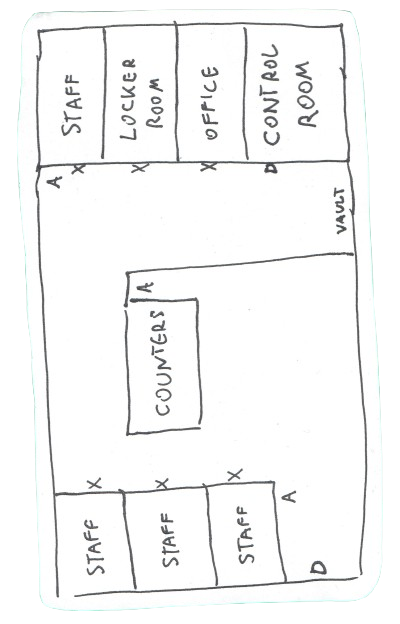 STAFF
LOCKER
ROOM
OFFICE
CONTROL
ROOM
A
X
X
X
D
VAULT
A
COUNTERS
X
X
X
A
STAFF
STAFF
STAFF
D